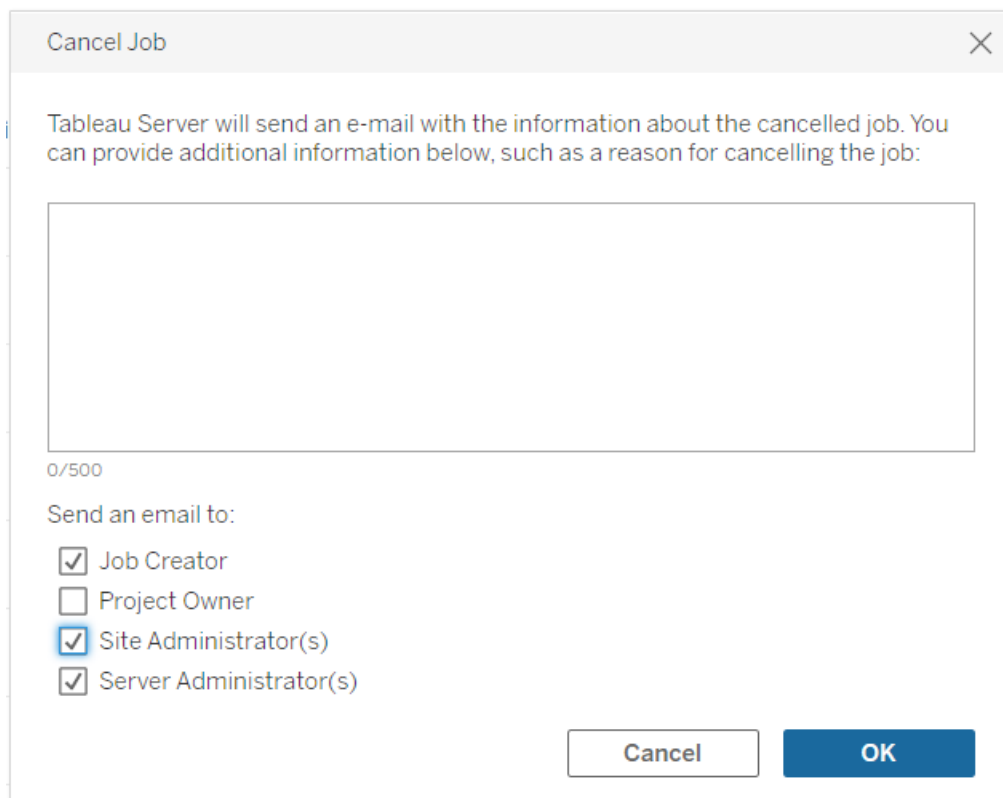 Cancel Job
Tableau Server will send an e-mail with the information about the cancelled job. You
can provide additional information below, such as a reason for cancelling the job:
0/500
Send an email to:
Job Creator
Project Owner
Site Administrator(s)
Server Administrator(s)
Cancel
OK